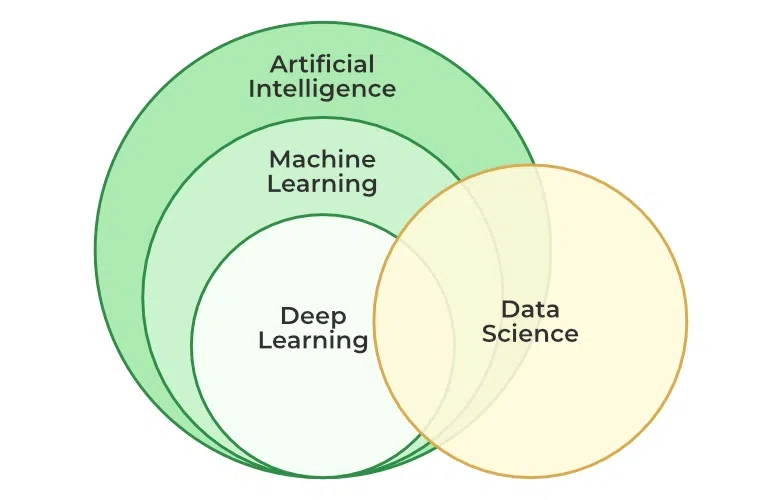 Artificial
Intelligence
Machine
Learning
Deep
Learning
Data
Science